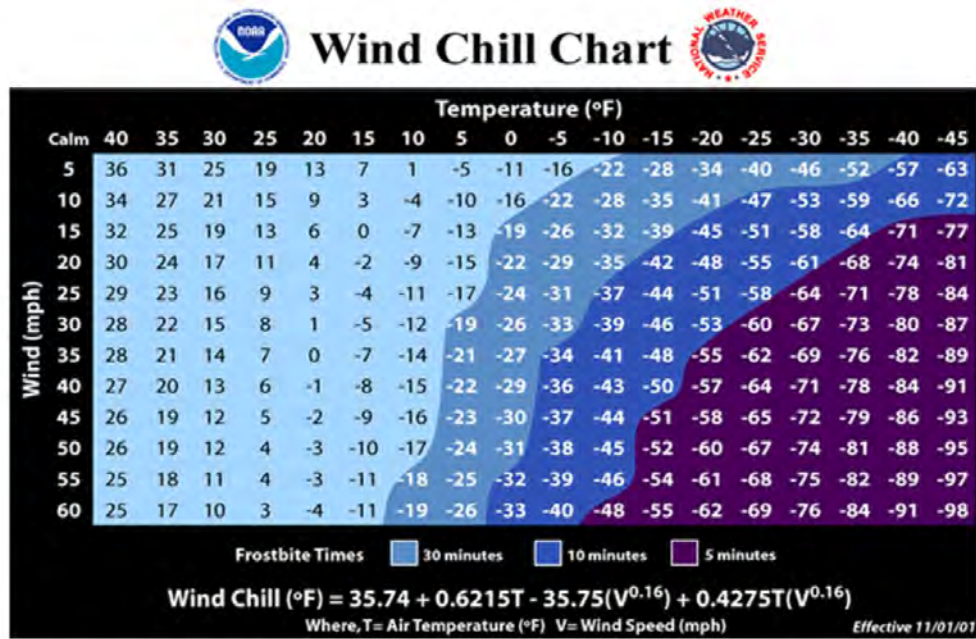 NOAA
Wind Chill Chart
NATIONAL WEATHER SERVICE
Temperature (ºF)
Calm 40 35 30 25 20 15 10 5 0 -5 -10 -15 -20 -25 -30 -35 -40 -45
Wind (mph)
5 36 31 25 19 13 7 1 -5 -11 -16 -22 -28 -34 -40 -46 -52 -57 -63
10 34 27 21 15 9 3 -4 -10 -16 -22 -28 -35 -41 -47 -53 -59 -66 -72
15 32 25 19 13 6 0 -7 -13 -19 -26 -32 -39 -45 -51 -58 -64 -71 -77
20 30 24 17 11 4 -2 -9 -15 -22 -29 -35 -42 -48 -55 -61 -68 -74 -81
25 29 23 16 9 3 -4 -11 -17 -24 -31 -37 -44 -51 -58 -64 -71 -78 -84
30 28 22 15 8 1 -5 -12 -19 -26 -33 -39 -46 -53 -60 -67 -73 -80 -87
35 28 21 14 7 0 -7 -14 -21 -27 -34 -41 -48 -55 -62 -69 -76 -82 -89
40 27 20 13 6 -1 -8 -15 -22 -29 -36 -43 -50 -57 -64 -71 -78 -84 -91
45 26 19 12 5 -2 -9 -16 -23 -30 -37 -44 -51 -58 -65 -72 -79 -86 -93
50 26 19 12 4 -3 -10 -17 -24 -31 -38 -45 -52 -60 -67 -74 -81 -88 -95
55 25 18 11 4 -3 -11 -18 -25 -32 -39 -46 -54 -61 -68 -75 -82 -89 -97
60 25 17 10 3 -4 -11 -19 -26 -33 -40 -48 -55 -62 -69 -76 -84 -91 -98
Frostbite Times 30 minutes 10 minutes 5 minutes
Wind Chill (ºF) = 35.74 + 0.6215T - 35.75(V^0.16) + 0.4275T(V^0.16)
Where, T= Air Temperature (ºF) V= Wind Speed (mph)
Effective 11/01/01